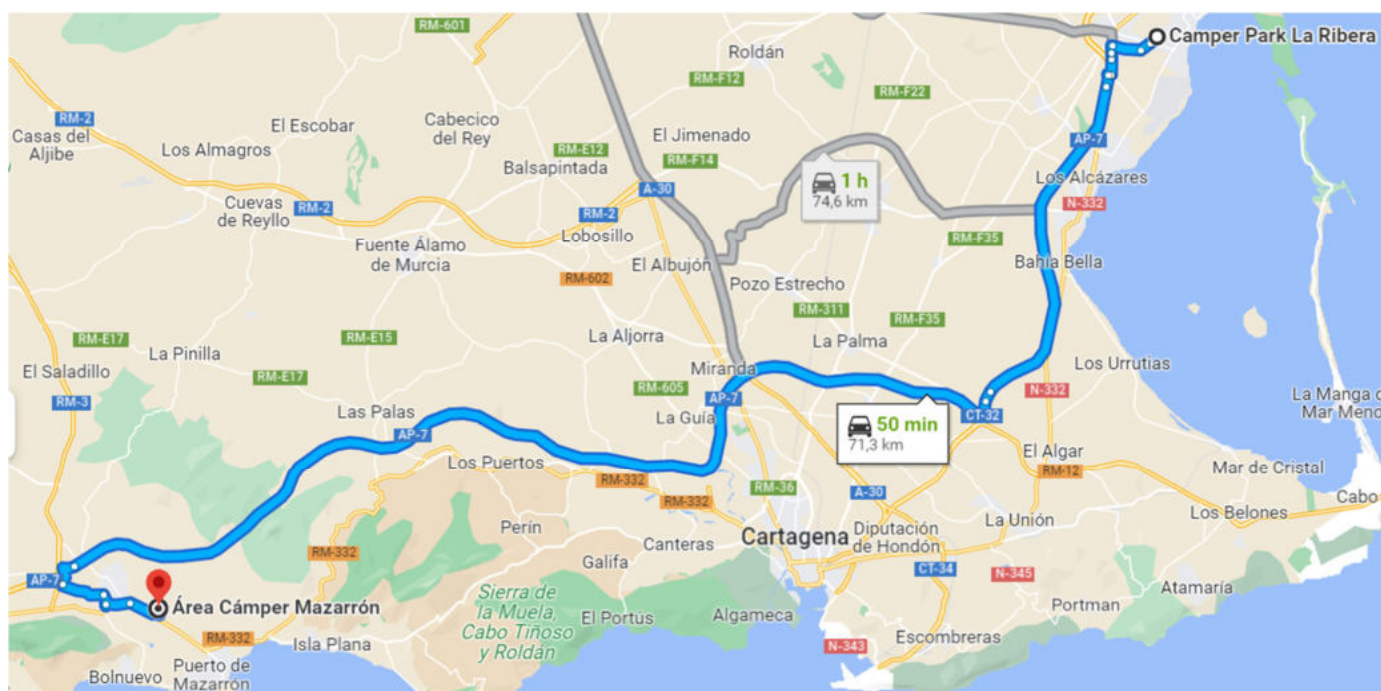 RM-601
Camper Park La Ribera
Roldán
RM-F12
RM-F22
RM-2
El Escobar
Cabecico
del Rey
Casas del
Aljibe
Los Almagros
El Jimenado
AP-7
RM-E12
RM-F14
Balsapintada
1 h
74,6 km
Los Alcázares
A-30
Cuevas
de Reyllo
RM-2
RM-2
N-332
Lobosillo
Fuente Álamo
de Murcia
RM-F35
El Albujón
Bahía Bella
RM-602
Pozo Estrecho
RM-311
RM-F35
La Aljorra
La Palma
RM-E17
RM-E15
La Pinilla
El Saladillo
Miranda
Los Urrutias
RM-E17
RM-605
N-332
La Manga d
Mar Meno
RM-3
AP-7
Las Palas
La Guía
CT-32
50 min
71,3 km
AP-7
El Algar
Los Puertos
RM-12
Mar de Cristal
RM-332
RM-36
A-30
Cabo
RM-332
Los Belones
La Unión
Perín
Cartagena
Diputación
de Hondón
Canteras
RM-332
Galifa
CT-34
N-345
AP-7
Atamaría
Sierra de
la Muela,
Cabo Tiñoso
y Roldán
Área Cámper Mazarrón
Portman
El Portús
Algameca
RM-332
Isla Plana
Escombreras
N-343
Puerto de
Mazarrón
Bolnuevo